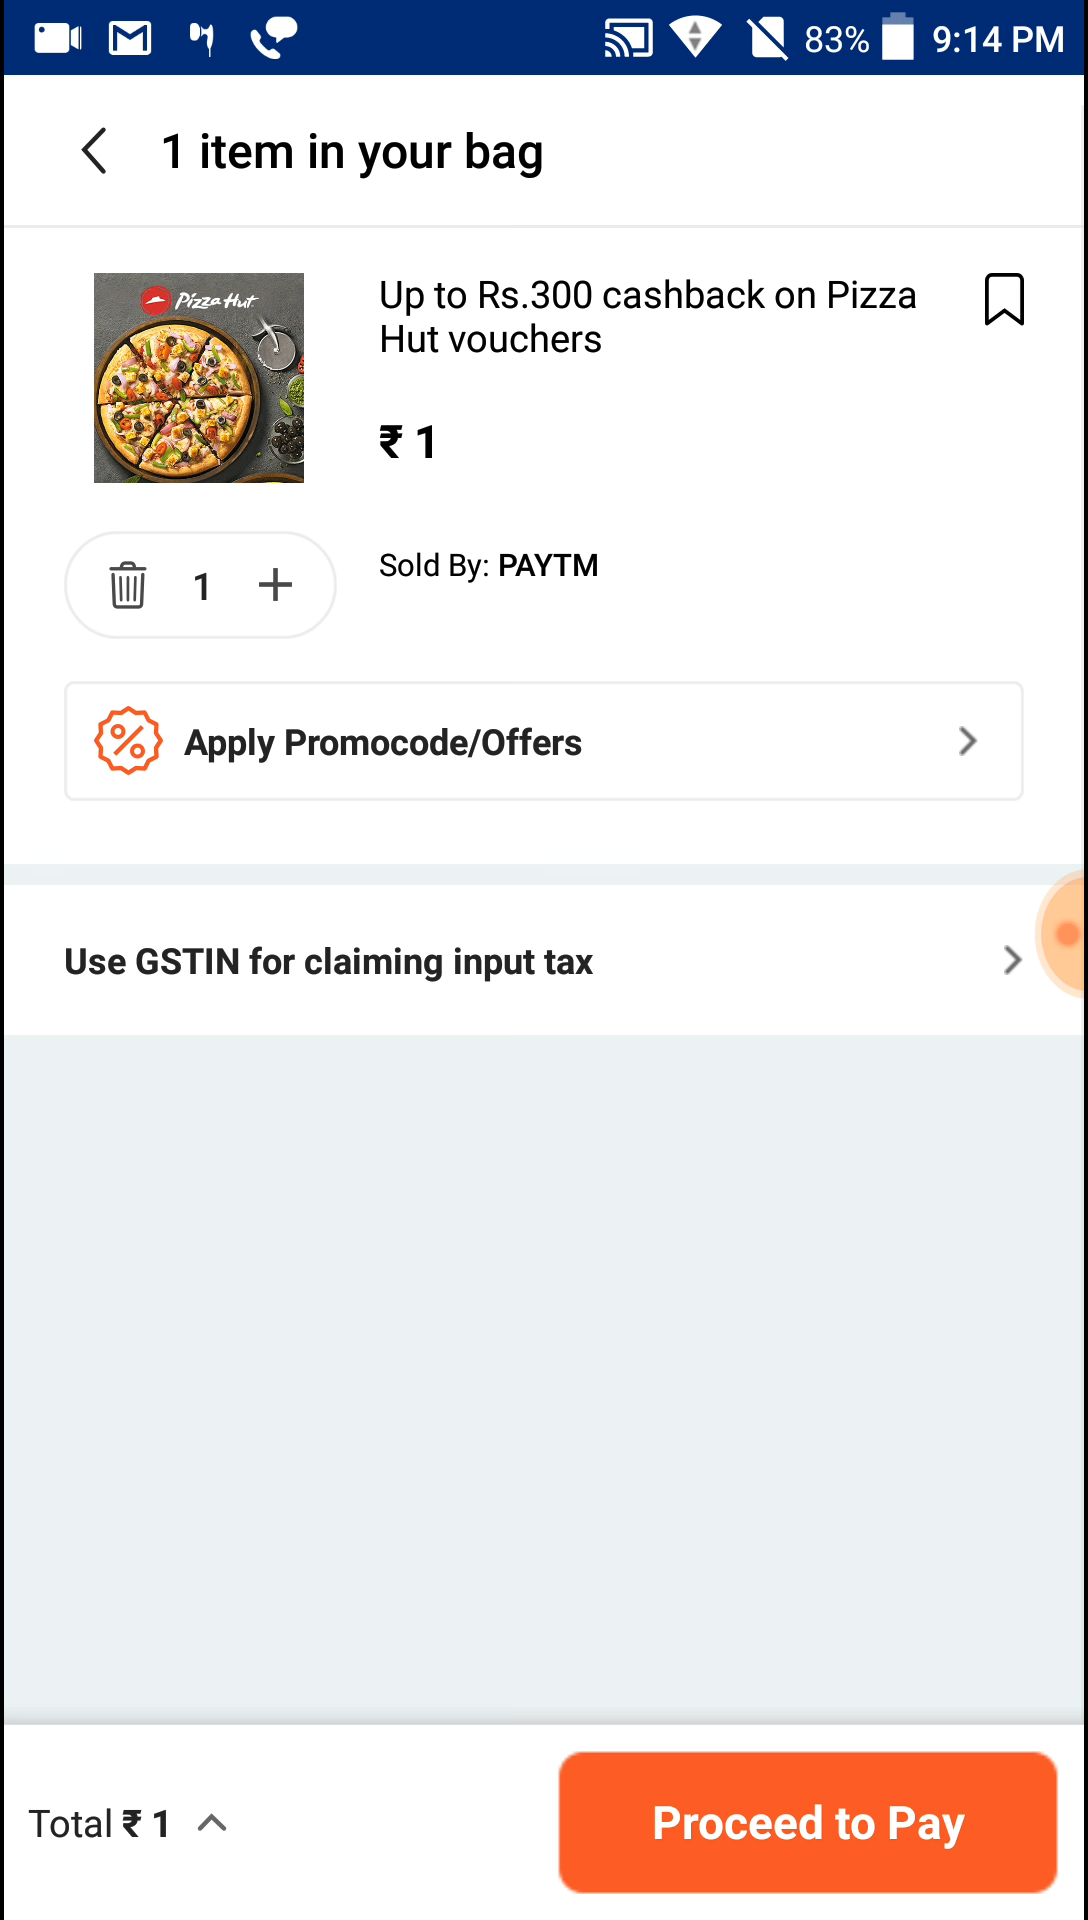 83% 9:14 PM
1 item in your bag
Pizza Hut
Up to Rs.300 cashback on Pizza
Hut vouchers
₹ 1
Sold By: PAYTM
1
Apply Promocode/Offers
Use GSTIN for claiming input tax
Total ₹ 1
Proceed to Pay